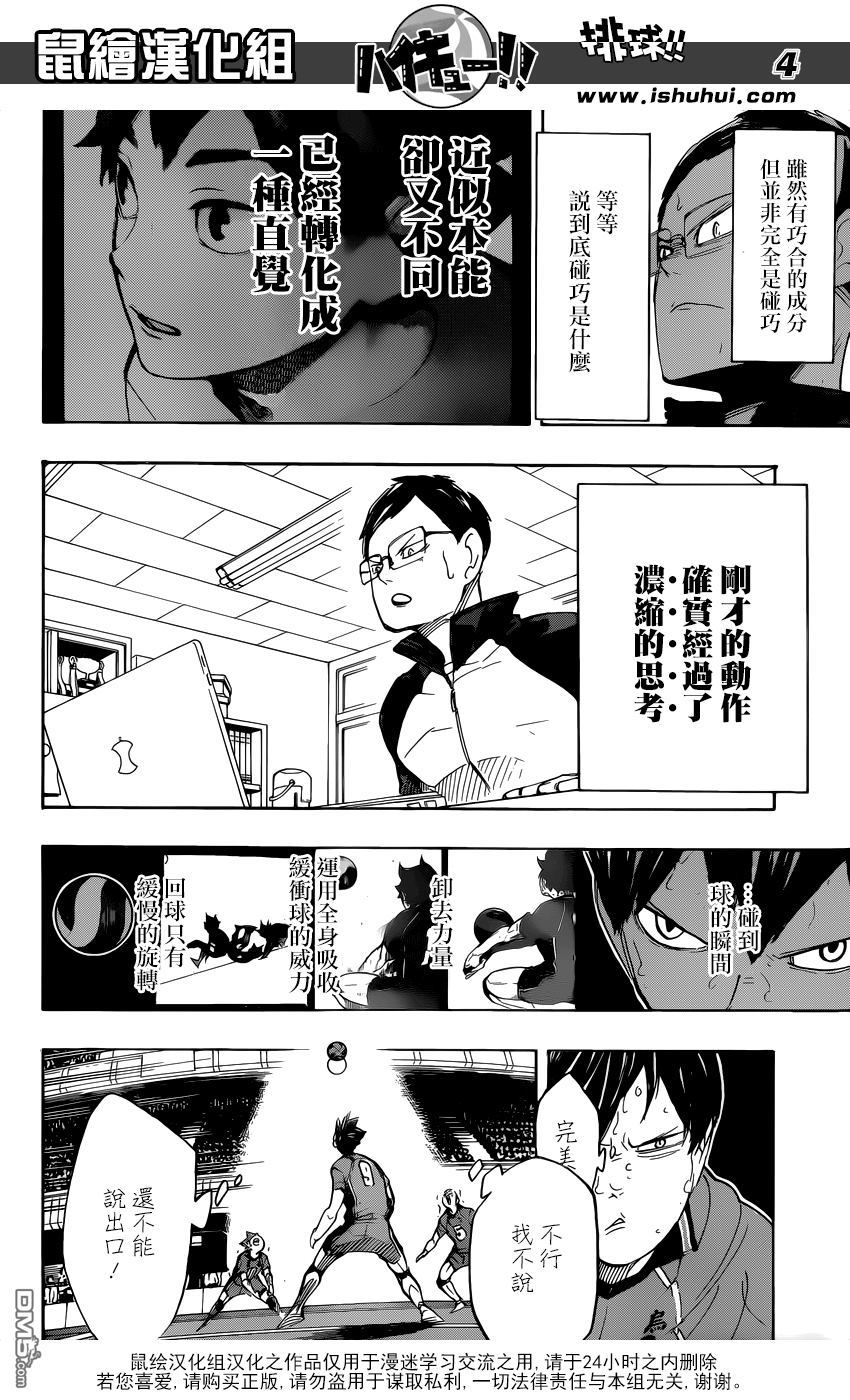 鼠繪漢化組
ハイキュー!!
排球!!
4
www.ishuhui.com
雖然有巧合的成分
但並非完全是碰巧
等等
說到底碰巧是什麼
近似本能
卻又不同
已經轉化成
一種直覺
剛才的動作
確實經過了
濃縮的思考
…碰到
球的瞬間
卸去力量
運用全身吸收
緩衝球的威力
回球只有
緩慢的旋轉
完美
不行
我不說
烏
9
5
還不能
說出口!
DM5.com
鼠绘汉化组汉化之作品仅用于漫迷学习交流之用, 请于24小时之内删除
若您喜爱, 请购买正版, 请勿盗用于谋取私利, 一切法律责任与本组无关, 谢谢。